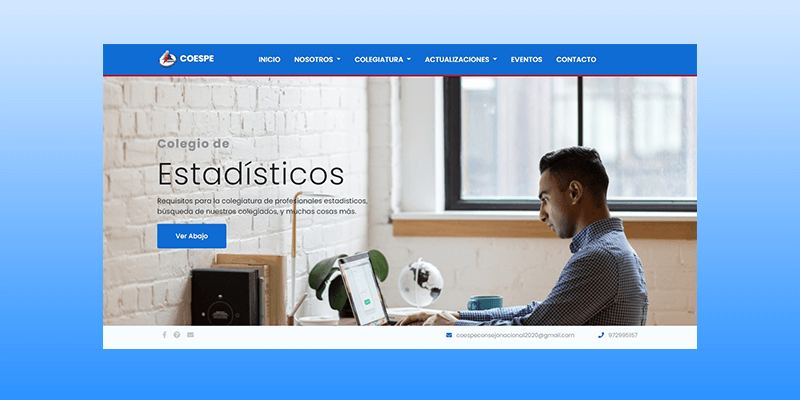 COESPE
INICIO
NOSOTROS
COLEGIATURA
ACTUALIZACIONES
EVENTOS
CONTACTO
Colegio de
Estadísticos
Requisitos para la colegiatura de profesionales estadísticos,
búsqueda de nuestros colegiados, y muchas cosas más.
Ver Abajo
coespeconsejonacional2020@gmail.com